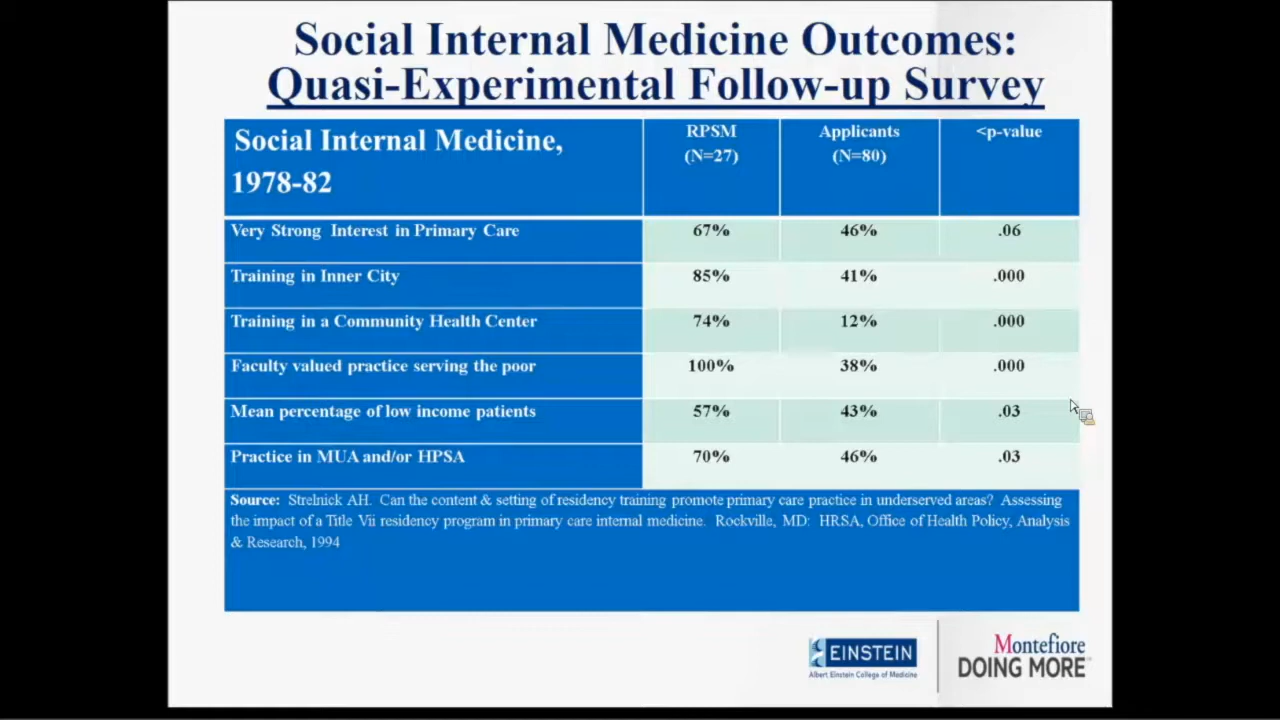 Social Internal Medicine Outcomes:
Quasi-Experimental Follow-up Survey
Social Internal Medicine, 1978-82 RPSM (N=27) Applicants (N=80) <p-value
Very Strong Interest in Primary Care 67% 46% .06
Training in Inner City 85% 41% .000
Training in a Community Health Center 74% 12% .000
Faculty valued practice serving the poor 100% 38% .000
Mean percentage of low income patients 57% 43% .03
Practice in MUA and/or HPSA 70% 46% .03
Source: Strelnick AH. Can the content & setting of residency training promote primary care practice in underserved areas? Assessing
the impact of a Title Vii residency program in primary care internal medicine. Rockville, MD: HRSA, Office of Health Policy, Analysis
& Research, 1994
EINSTEIN
Albert Einstein College of Medicine
Montefiore
DOING MORE